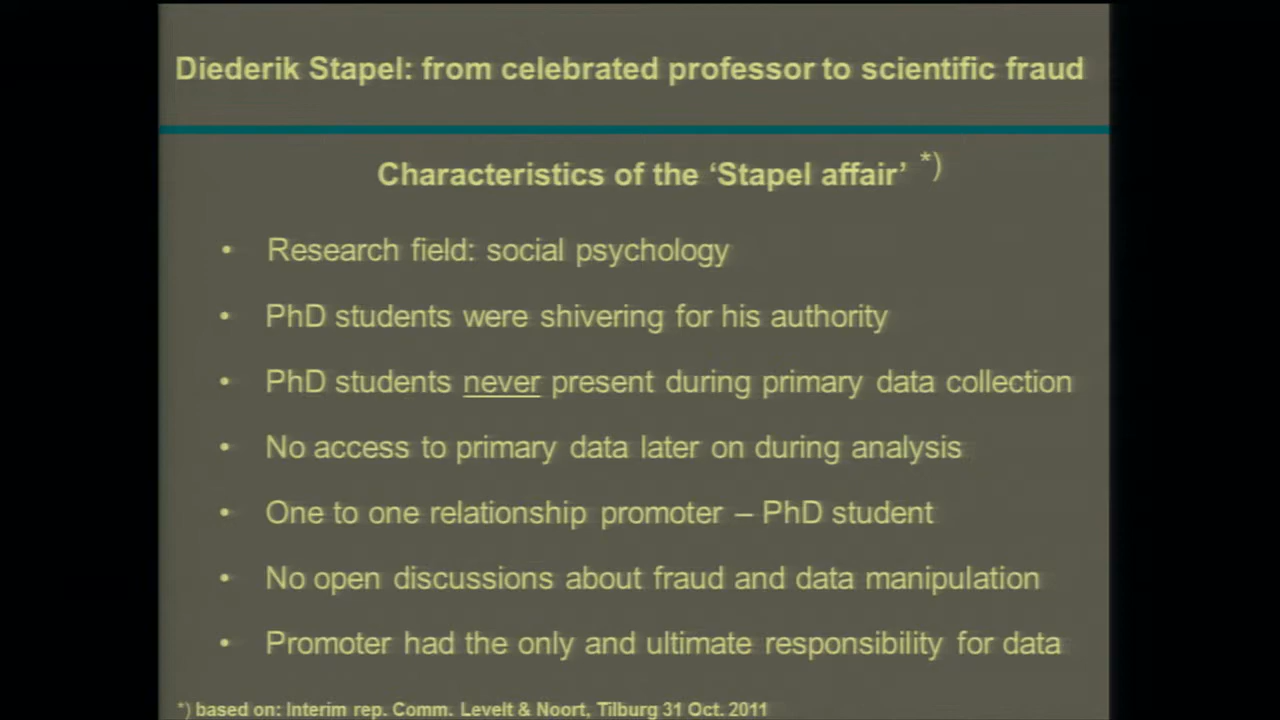 Diederik Stapel: from celebrated professor to scientific fraud
Characteristics of the ‘Stapel affair’ *)
• Research field: social psychology
• PhD students were shivering for his authority
• PhD students never present during primary data collection
• No access to primary data later on during analysis
• One to one relationship promoter – PhD student
• No open discussions about fraud and data manipulation
• Promoter had the only and ultimate responsibility for data
*) based on: Interim rep. Comm. Levelt & Noort, Tilburg 31 Oct. 2011